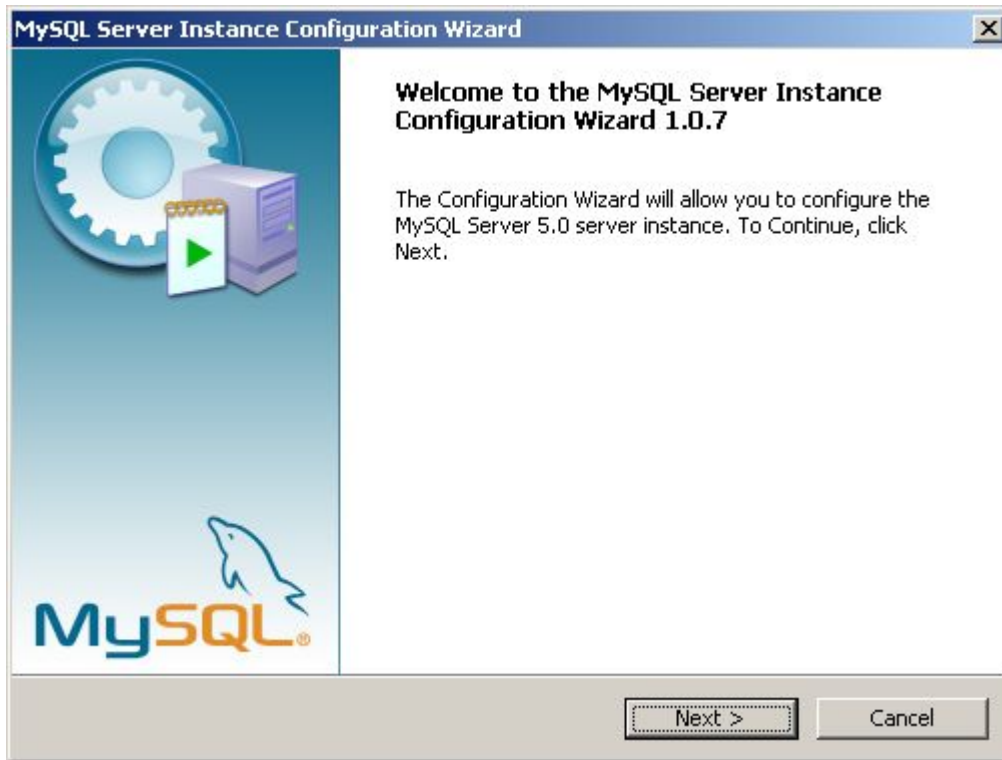 MySQL Server Instance Configuration Wizard
Welcome to the MySQL Server Instance
Configuration Wizard 1.0.7
The Configuration Wizard will allow you to configure the
MySQL Server 5.0 server instance. To Continue, click
Next.
MySQL®
Next >
Cancel